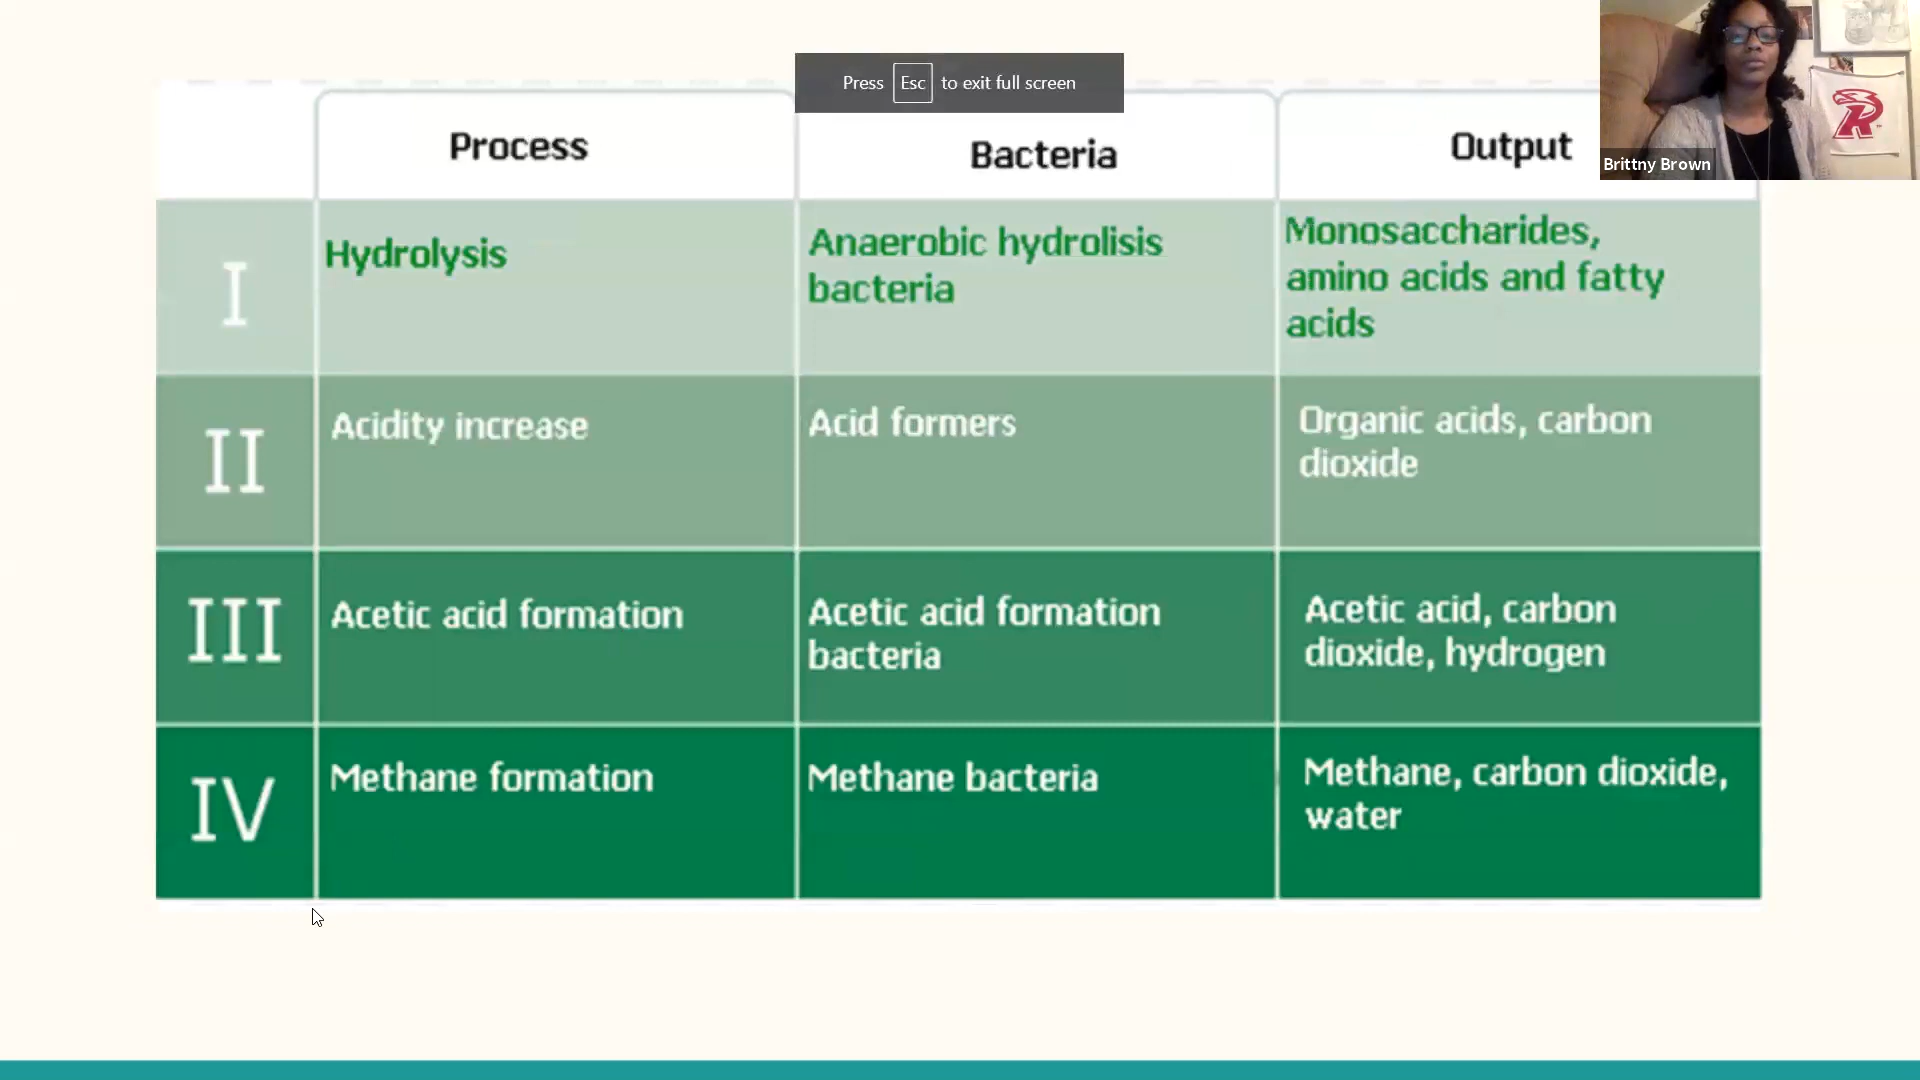 Press Esc to exit full screen
Brittny Brown
Process
Bacteria
Output
I
Hydrolysis
Anaerobic hydrolisis
bacteria
Monosaccharides,
amino acids and fatty
acids
II
Acidity increase
Acid formers
Organic acids, carbon
dioxide
III
Acetic acid formation
Acetic acid formation
bacteria
Acetic acid, carbon
dioxide, hydrogen
IV
Methane formation
Methane bacteria
Methane, carbon dioxide,
water
R